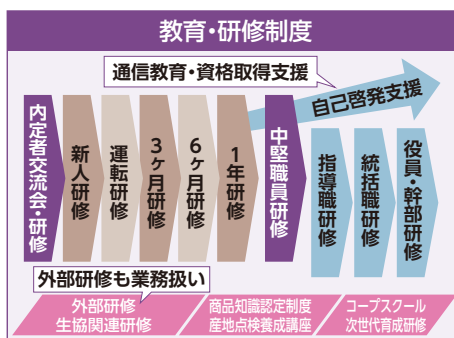 教育・研修制度
通信教育・資格取得支援
自己啓発支援
内定者交流会・研修
新人研修
運転研修
3ヶ月研修
6ヶ月研修
1年研修
中堅職員研修
指導職研修
統括職研修
役員・幹部研修
外部研修も業務扱い
外部研修
生協関連研修
商品知識認定制度
産地点検養成講座
コープスクール
次世代育成研修